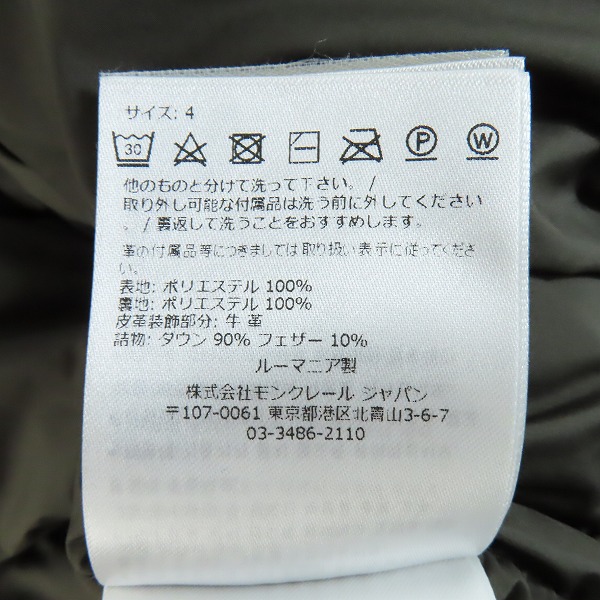 サイズ: 4
30 P W
他のものと分けて洗って下さい。 /
取り外し可能な付属品は洗う前に外してください
。 / 裏返して洗うことをおすすめします。
革の付属品等につきましては取り扱い表示に従ってくださ
い。
表地: ポリエステル 100%
裏地: ポリエステル 100%
皮革装飾部分: 牛 革
詰物: ダウン 90% フェザー 10%
ルーマニア製
株式会社モンクレール ジャパン
〒107-0061 東京都港区北青山3-6-7
03-3486-2110